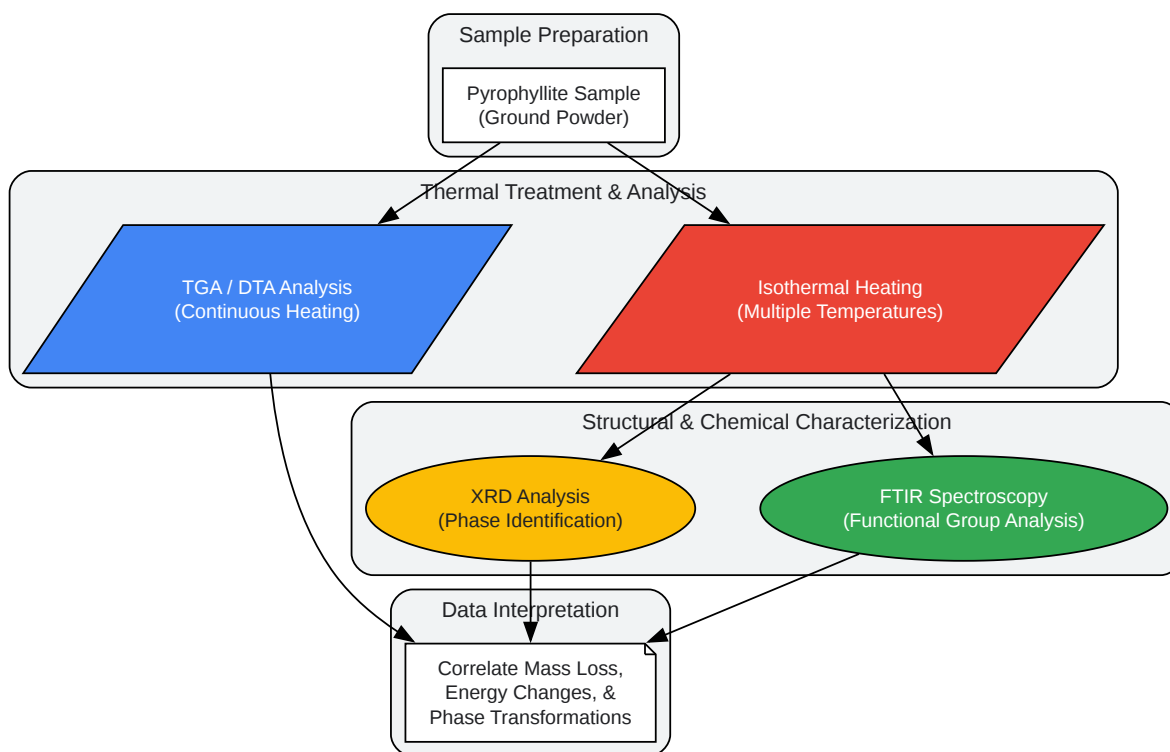 Sample Preparation
Pyrophyllite Sample
(Ground Powder)
Thermal Treatment & Analysis
TGA / DTA Analysis
(Continuous Heating)
Isothermal Heating
(Multiple Temperatures)
Structural & Chemical Characterization
XRD Analysis
(Phase Identification)
FTIR Spectroscopy
(Functional Group Analysis)
Data Interpretation
Correlate Mass Loss,
Energy Changes, &
Phase Transformations